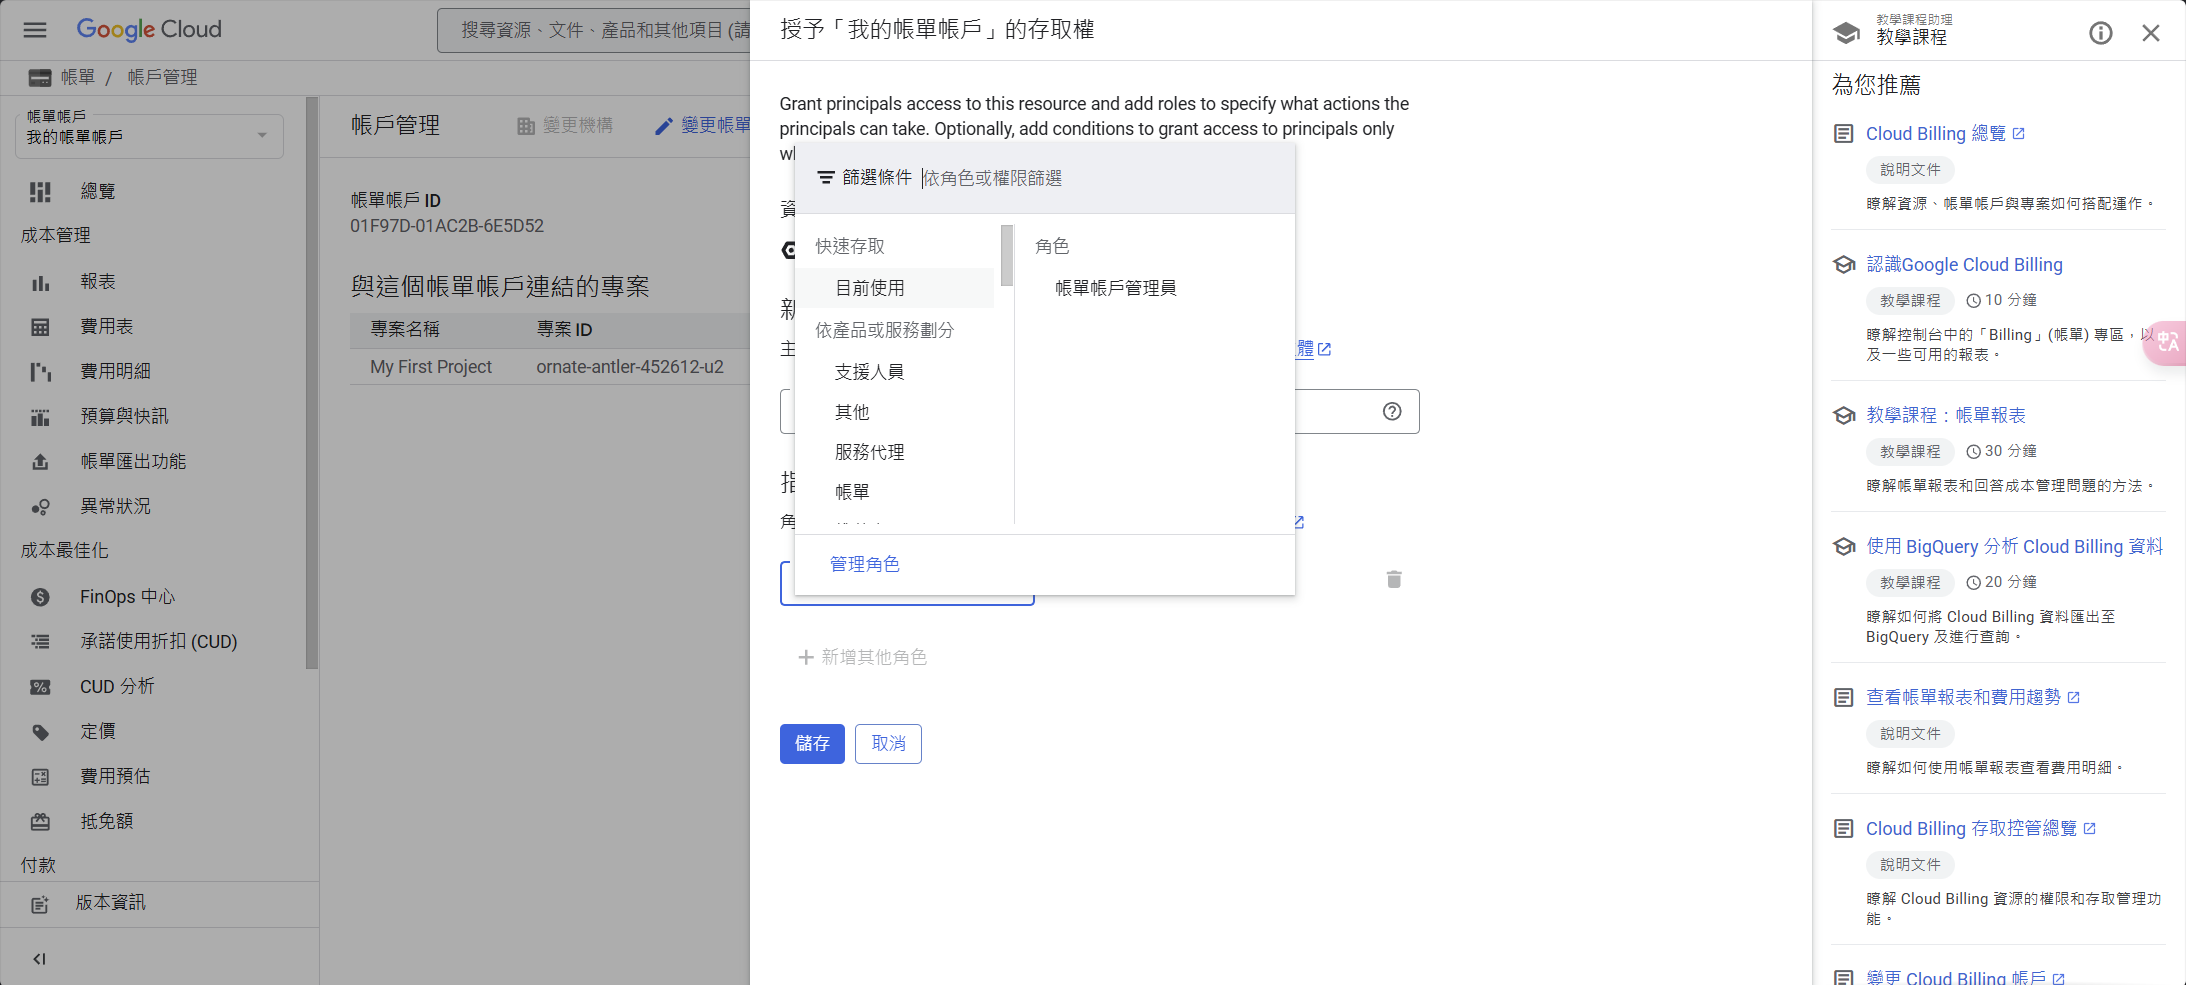 Google Cloud
搜尋資源、文件、產品和其他項目 (請
帳單 / 帳戶管理
帳單帳戶
我的帳單帳戶
總覽
成本管理
報表
費用表
費用明細
預算與快訊
帳單匯出功能
異常狀況
成本最佳化
FinOps 中心
承諾使用折扣 (CUD)
CUD 分析
定價
費用預估
抵免額
付款
版本資訊
帳戶管理
變更機構
變更帳單
帳單帳戶 ID
01F97D-01AC2B-6E5D52
與這個帳單帳戶連結的專案
專案名稱 專案 ID
My First Project ornate-antler-452612-u2
授予「我的帳單帳戶」的存取權
Grant principals access to this resource and add roles to specify what actions the
principals can take. Optionally, add conditions to grant access to principals only
資
新
主
體
指
角
篩選條件 依角色或權限篩選
快速存取
目前使用
依產品或服務劃分
支援人員
其他
服務代理
帳單
角色
帳單帳戶管理員
管理角色
新增其他角色
儲存
取消
教學課程助理
教學課程
為您推薦
Cloud Billing 總覽
說明文件
瞭解資源、帳單帳戶與專案如何搭配運作。
認識Google Cloud Billing
教學課程 10 分鐘
瞭解控制台中的「Billing」(帳單) 專區，以
及一些可用的報表。
教學課程：帳單報表
教學課程 30 分鐘
瞭解帳單報表和回答成本管理問題的方法。
使用 BigQuery 分析 Cloud Billing 資料
教學課程 20 分鐘
瞭解如何將 Cloud Billing 資料匯出至
BigQuery 及進行查詢。
查看帳單報表和費用趨勢
說明文件
瞭解如何使用帳單報表查看費用明細。
Cloud Billing 存取控管總覽
說明文件
瞭解 Cloud Billing 資源的權限和存取管理功
能。
變更 Cloud Billing 帳戶